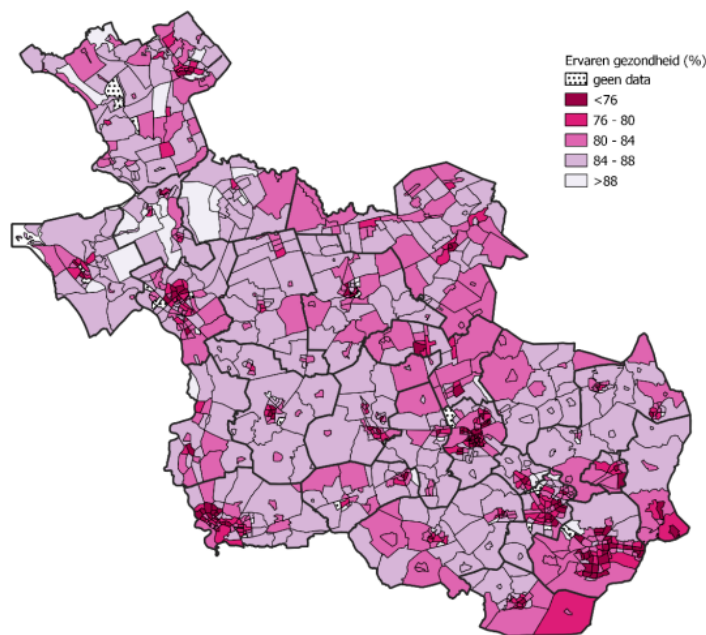 Ervaren gezondheid (%)
geen data
<76
76 - 80
80 - 84
84 - 88
>88